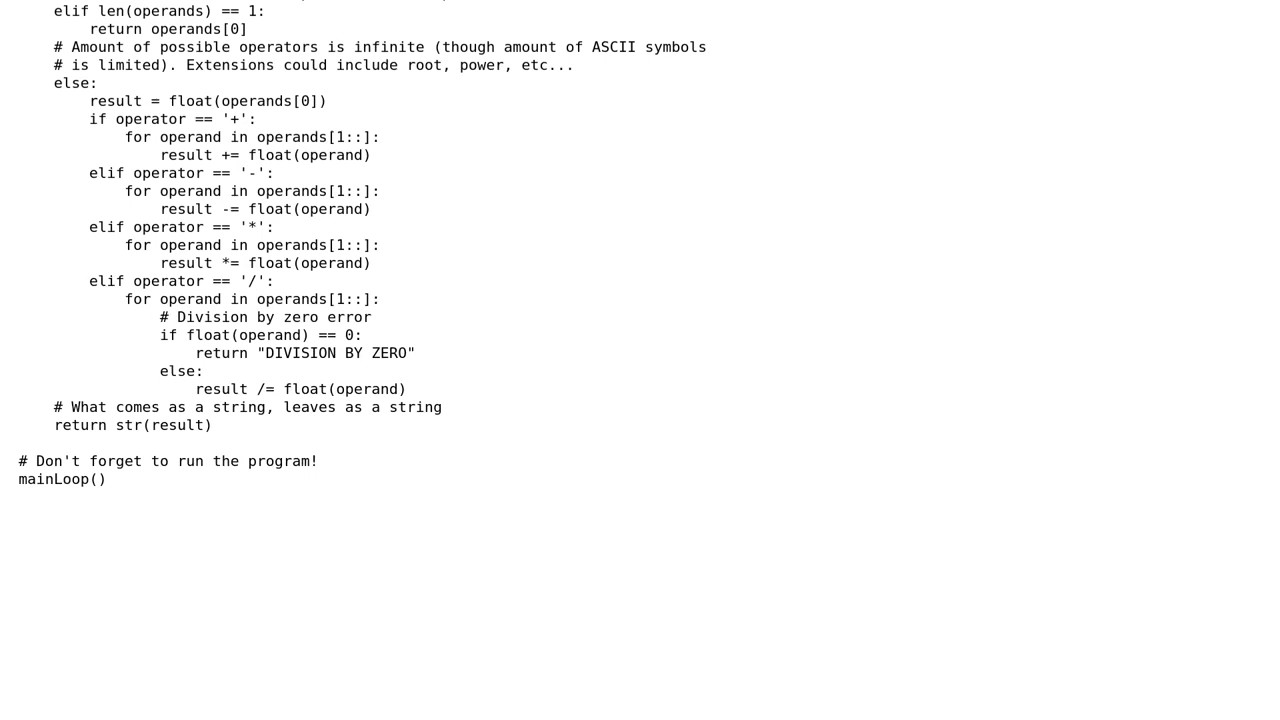 elif len(operands) == 1:
return operands[0]
# Amount of possible operators is infinite (though amount of ASCII symbols
# is limited). Extensions could include root, power, etc...
else:
result = float(operands[0])
if operator == '+':
for operand in operands[1::]:
result += float(operand)
elif operator == '-':
for operand in operands[1::]:
result -= float(operand)
elif operator == '*':
for operand in operands[1::]:
result *= float(operand)
elif operator == '/':
for operand in operands[1::]:
# Division by zero error
if float(operand) == 0:
return "DIVISION BY ZERO"
else:
result /= float(operand)
# What comes as a string, leaves as a string
return str(result)
# Don't forget to run the program!
mainLoop()